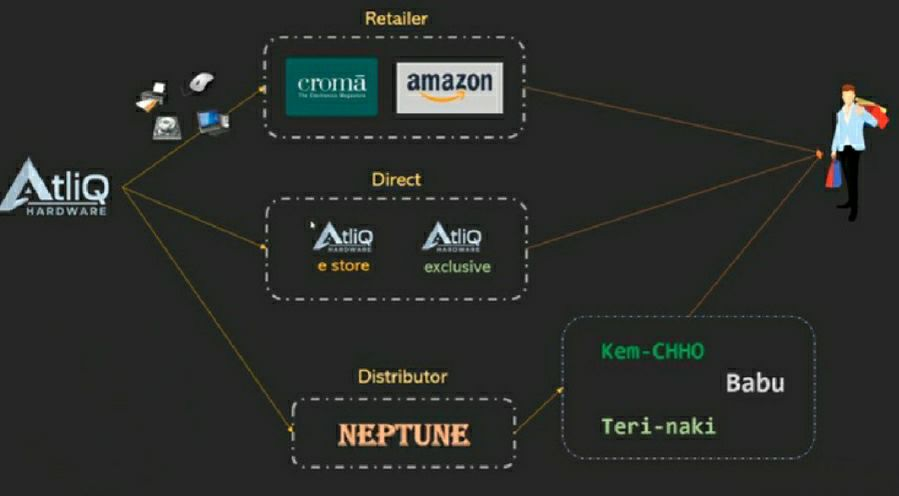 Retailer
cromā
The Electronics Megastore
amazon
AtliQ
HARDWARE
Direct
AtliQ
HARDWARE
e store
AtliQ
HARDWARE
exclusive
Distributor
NEPTUNE
Kem-CHHO
Babu
Teri-naki